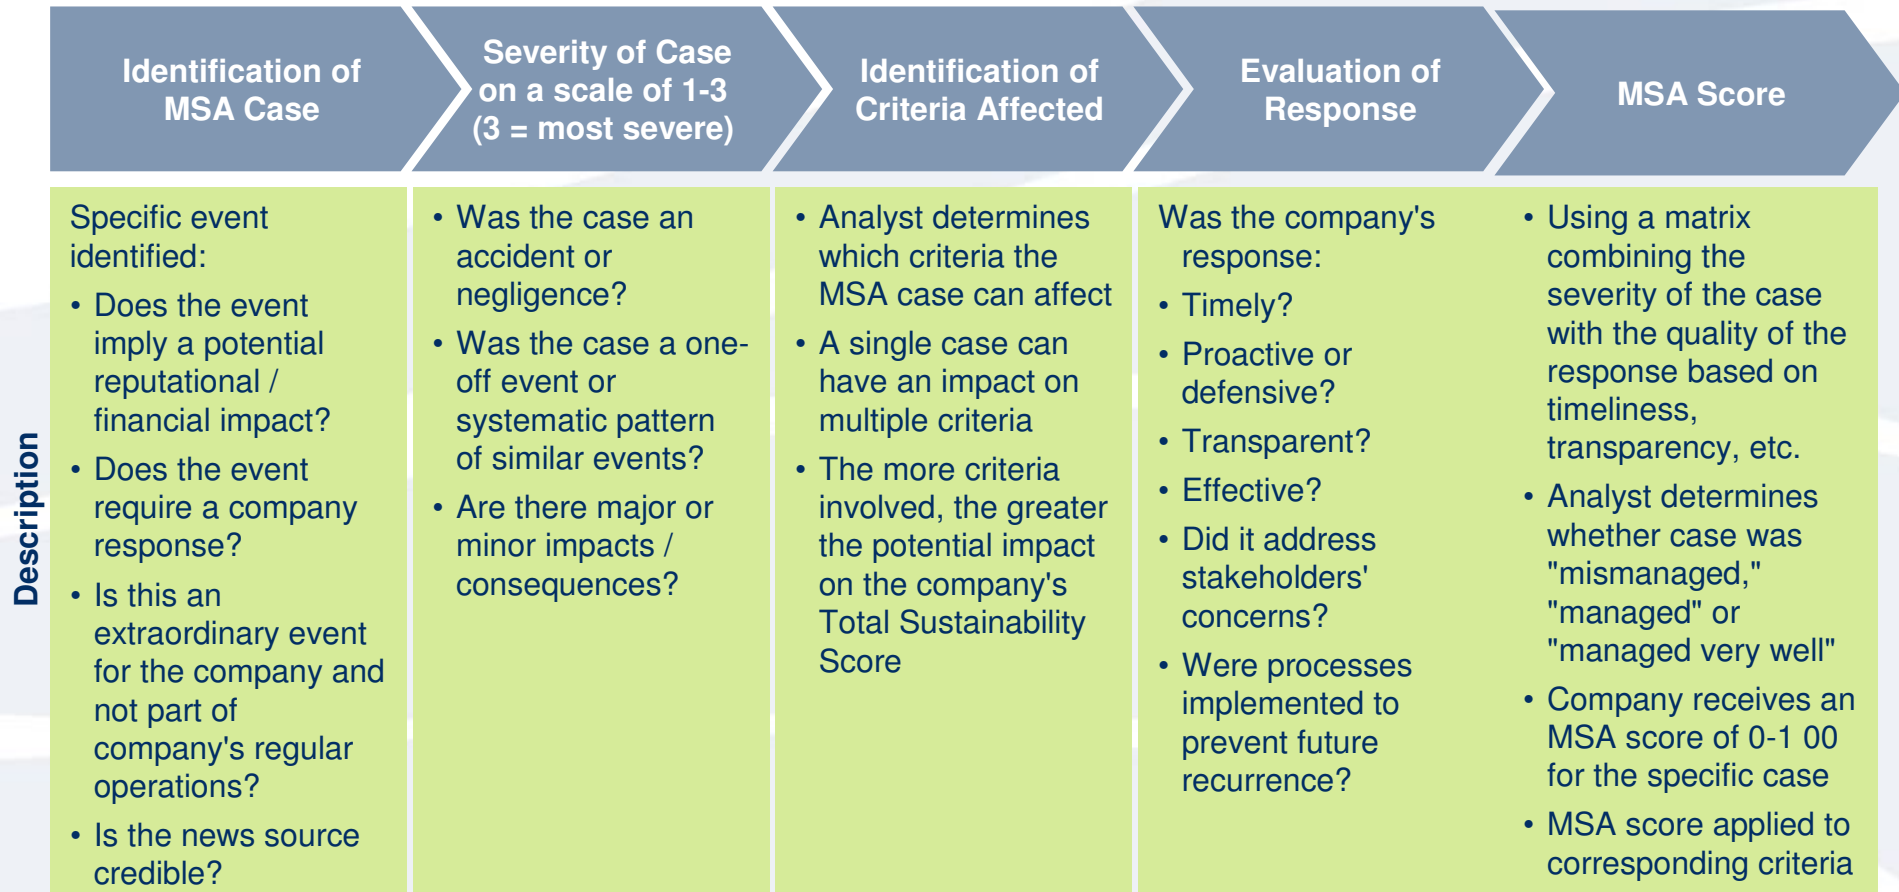 Identification of
MSA Case
Severity of Case
on a scale of 1-3
(3 = most severe)
Identification of
Criteria Affected
Evaluation of
Response
MSA Score
Description
Specific event
identified:
• Does the event
imply a potential
reputational /
financial impact?
• Does the event
require a company
response?
• Is this an
extraordinary event
for the company and
not part of
company's regular
operations?
• Is the news source
credible?
• Was the case an
accident or
negligence?
• Was the case a one-
off event or
systematic pattern
of similar events?
• Are there major or
minor impacts /
consequences?
• Analyst determines
which criteria the
MSA case can affect
• A single case can
have an impact on
multiple criteria
• The more criteria
involved, the greater
the potential impact
on the company's
Total Sustainability
Score
Was the company's
response:
• Timely?
• Proactive or
defensive?
• Transparent?
• Effective?
• Did it address
stakeholders'
concerns?
• Were processes
implemented to
prevent future
recurrence?
• Using a matrix
combining the
severity of the case
with the quality of the
response based on
timeliness,
transparency, etc.
• Analyst determines
whether case was
"mismanaged,"
"managed" or
"managed very well"
• Company receives an
MSA score of 0-1 00
for the specific case
• MSA score applied to
corresponding criteria